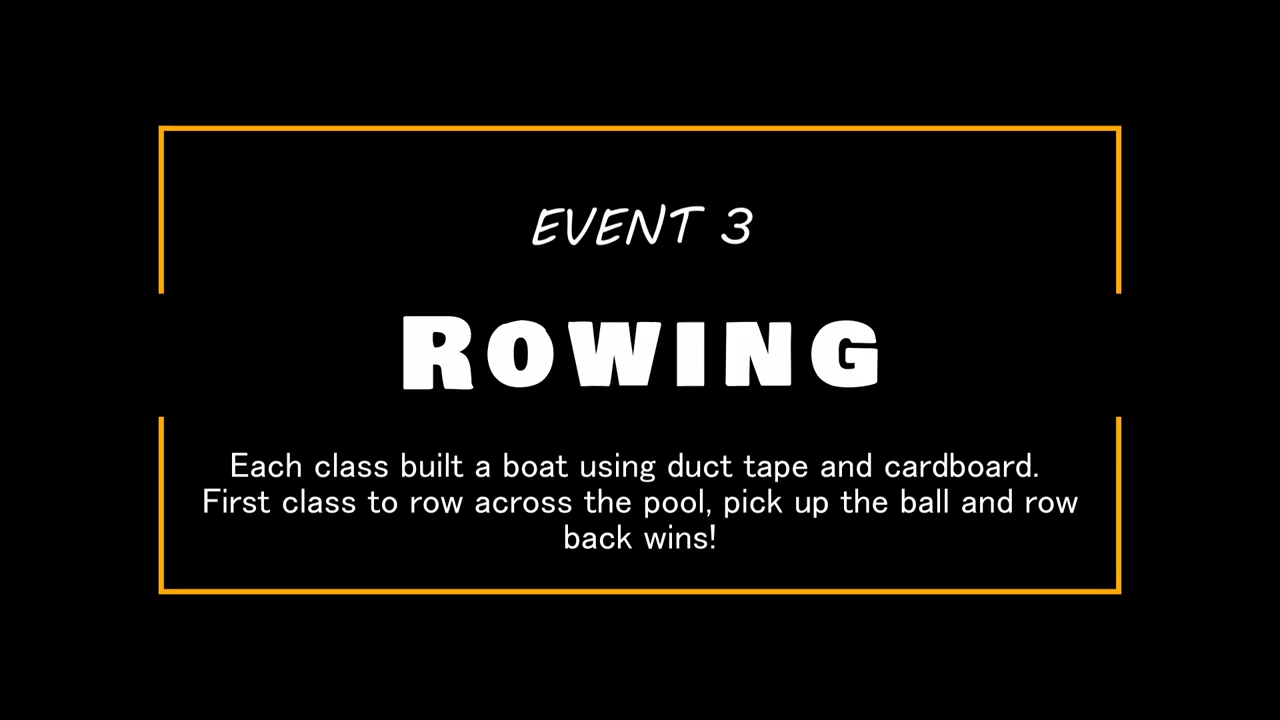 EVENT 3
ROWING
Each class built a boat using duct tape and cardboard.
First class to row across the pool, pick up the ball and row
back wins!